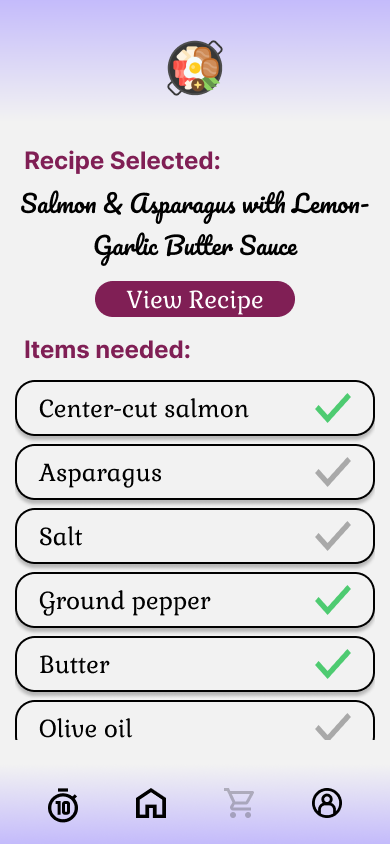 Recipe Selected:
Salmon & Asparagus with Lemon-
Garlic Butter Sauce
View Recipe
Items needed:
Center-cut salmon
Asparagus
Salt
Ground pepper
Butter
Olive oil
10